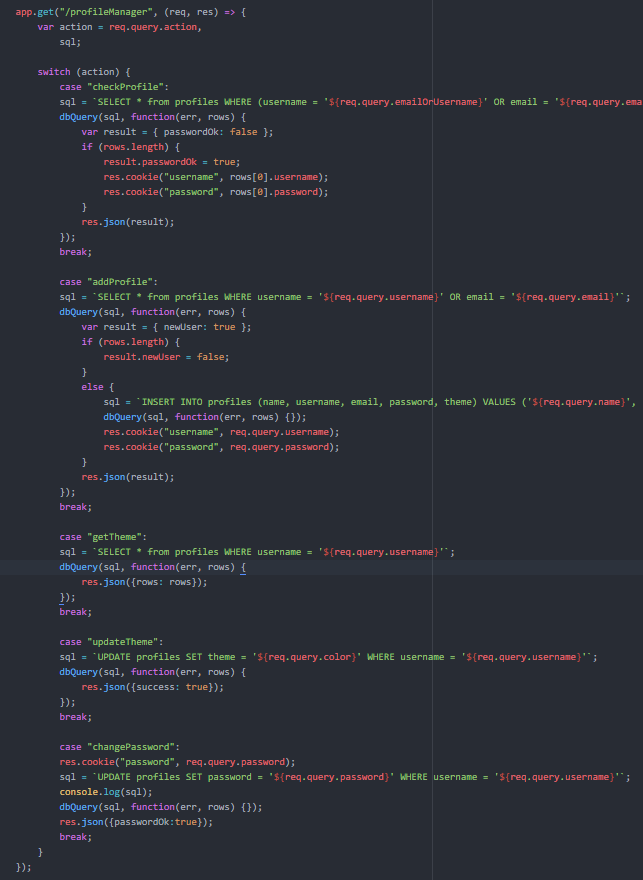 app.get("/profileManager", (req, res) => {
    var action = req.query.action,
        sql;

    switch (action) {
        case "checkProfile":
        sql = `SELECT * from profiles WHERE (username = '${req.query.emailOrUsername}' OR email = '${req.query.ema
        dbQuery(sql, function(err, rows) {
            var result = { passwordOk: false };
            if (rows.length) {
                result.passwordOk = true;
                res.cookie("username", rows[0].username);
                res.cookie("password", rows[0].password);
            }
            res.json(result);
        });
        break;

        case "addProfile":
        sql = `SELECT * from profiles WHERE username = '${req.query.username}' OR email = '${req.query.email}'`;
        dbQuery(sql, function(err, rows) {
            var result = { newUser: true };
            if (rows.length) {
                result.newUser = false;
            }
            else {
                sql = `INSERT INTO profiles (name, username, email, password, theme) VALUES ('${req.query.name}',
                dbQuery(sql, function(err, rows) {});
                res.cookie("username", req.query.username);
                res.cookie("password", req.query.password);
            }
            res.json(result);
        });
        break;

        case "getTheme":
        sql = `SELECT * from profiles WHERE username = '${req.query.username}'`;
        dbQuery(sql, function(err, rows) {
            res.json({rows: rows});
        });
        break;

        case "updateTheme":
        sql = `UPDATE profiles SET theme = '${req.query.color}' WHERE username = '${req.query.username}'`;
        dbQuery(sql, function(err, rows) {
            res.json({success: true});
        });
        break;

        case "changePassword":
        res.cookie("password", req.query.password);
        sql = `UPDATE profiles SET password = '${req.query.password}' WHERE username = '${req.query.username}'`;
        console.log(sql);
        dbQuery(sql, function(err, rows) {});
        res.json({passwordOk:true});
        break;
    }
});